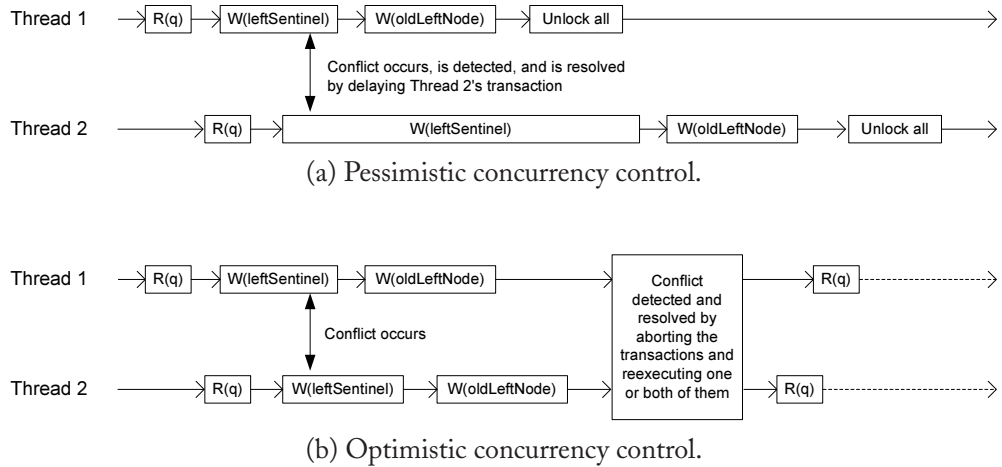 Thread 1
R(q)
W(leftSentinel)
W(oldLeftNode)
Unlock all
Conflict occurs, is detected, and is resolved
by delaying Thread 2's transaction
Thread 2
R(q)
W(leftSentinel)
W(oldLeftNode)
Unlock all
(a) Pessimistic concurrency control.
Thread 1
R(q)
W(leftSentinel)
W(oldLeftNode)
Conflict
detected and
resolved by
aborting the
transactions and
reexecuting one
or both of them
R(q)
Conflict occurs
Thread 2
R(q)
W(leftSentinel)
W(oldLeftNode)
R(q)
(b) Optimistic concurrency control.